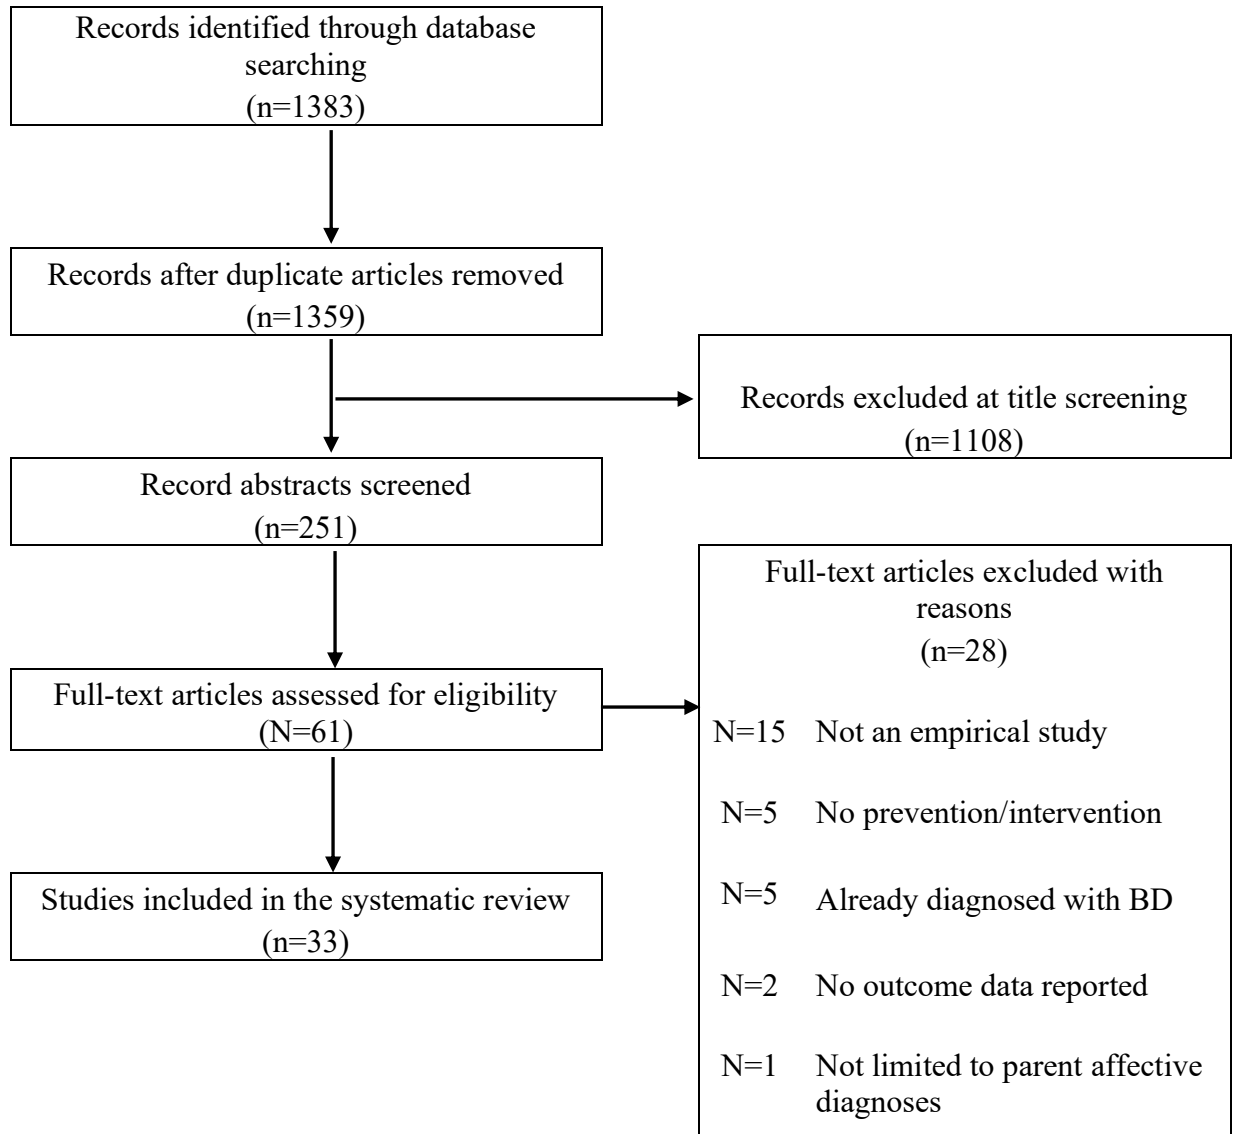 Records identified through database
searching
(n=1383)
Records after duplicate articles removed
(n=1359)
Records excluded at title screening
(n=1108)
Record abstracts screened
(n=251)
Full-text articles assessed for eligibility
(N=61)
Full-text articles excluded with
reasons
(n=28)
N=15 Not an empirical study
N=5 No prevention/intervention
N=5 Already diagnosed with BD
N=2 No outcome data reported
N=1 Not limited to parent affective
diagnoses
Studies included in the systematic review
(n=33)